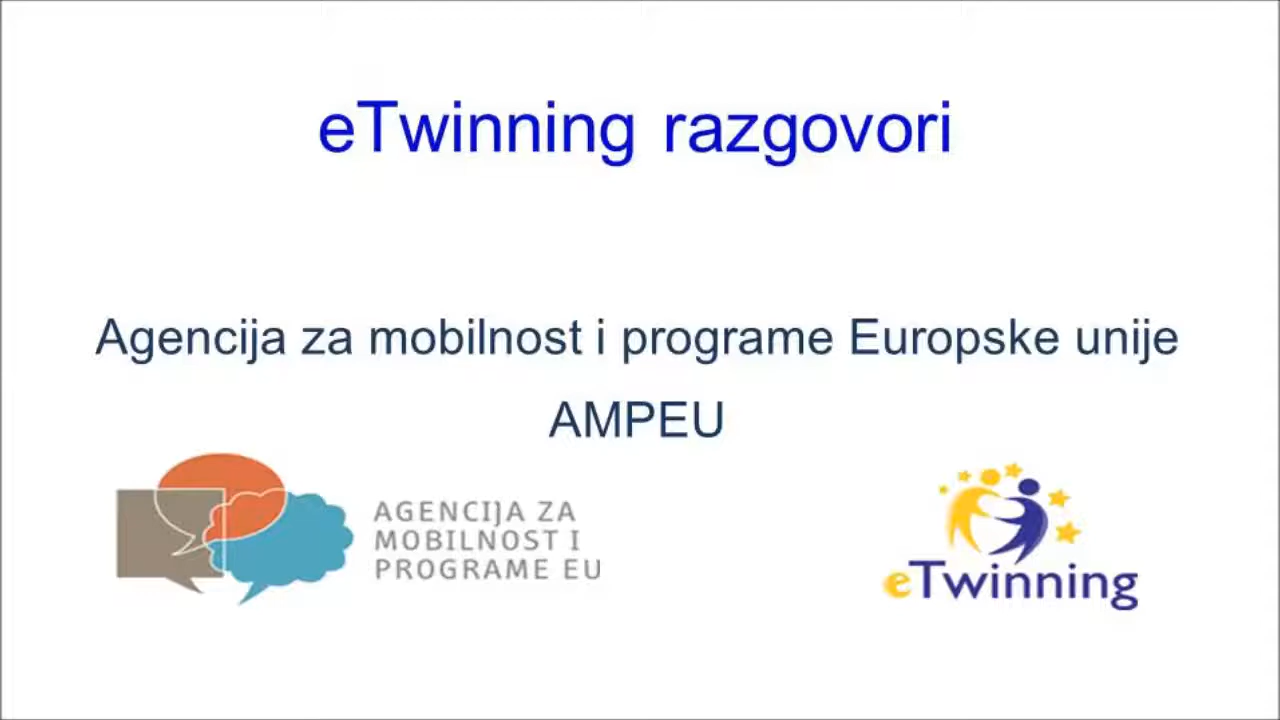 eTwinning razgovori
Agencija za mobilnost i programe Europske unije
AMPEU
AGENCIJA ZA
MOBILNOST I
PROGRAME EU
eTwinning